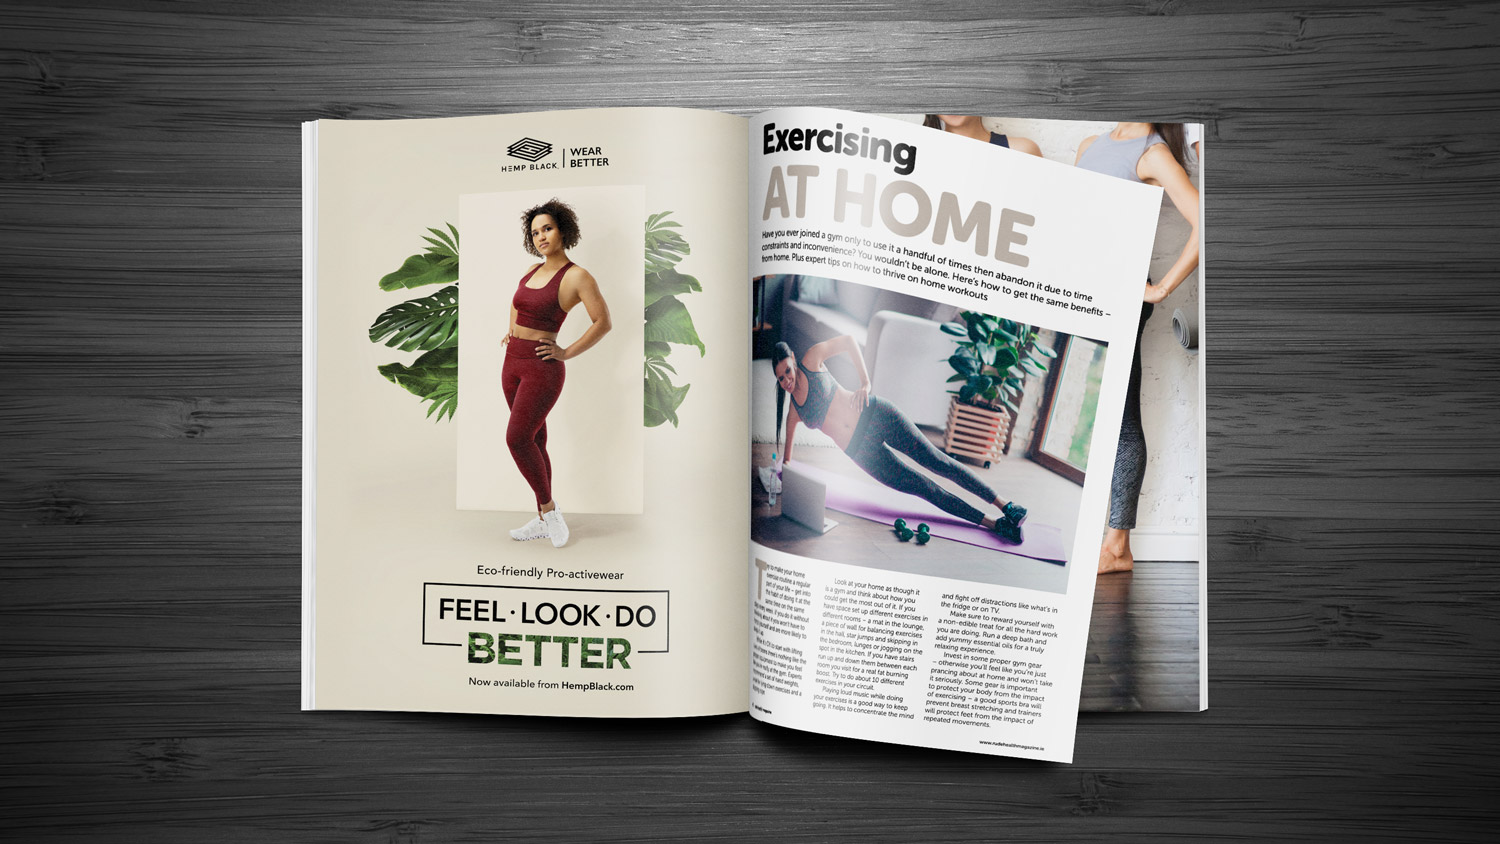 HEMP BLACK
WEAR
BETTER
Eco-friendly Pro-activewear
FEEL · LOOK · DO
BETTER
Now available from HempBlack.com
Exercising
AT HOME
Have you ever joined a gym only to use it a handful of times then abandon it due to time
constraints and inconvenience? You wouldn't be alone. Here's how to get the same benefits –
from home. Plus expert tips on how to thrive on home workouts
Try to make your home
exercise routine a regular
part of your life – get into
the habit of doing it at the
same time on the same
Look at your home as though it
is a gym and think about how you
could get the most out of it. If you
have space set up different exercises in
different rooms – a mat in the lounge,
a piece of wall for balancing exercises
in the hall, star jumps and skipping in
the bedroom, lunges or jogging on the
spot in the kitchen. If you have stairs
run up and down them between each
room you visit for a real fat burning
boost. Try to do about 10 different
exercises in your circuit.
Playing loud music while doing
your exercises is a good way to keep
going. It helps to concentrate the mind
and fight off distractions like what's in
the fridge or on TV.
Make sure to reward yourself with
a non-edible treat for all the hard work
you are doing. Run a deep bath and
add yummy essential oils for a truly
relaxing experience.
Invest in some proper gym gear
– otherwise you'll feel like you're just
prancing about at home and won't take
it seriously. Some gear is important
to protect your body from the impact
of exercising – a good sports bra will
prevent breast stretching and trainers
will protect feet from the impact of
repeated movements.
www.rudehealthmagazine.ie